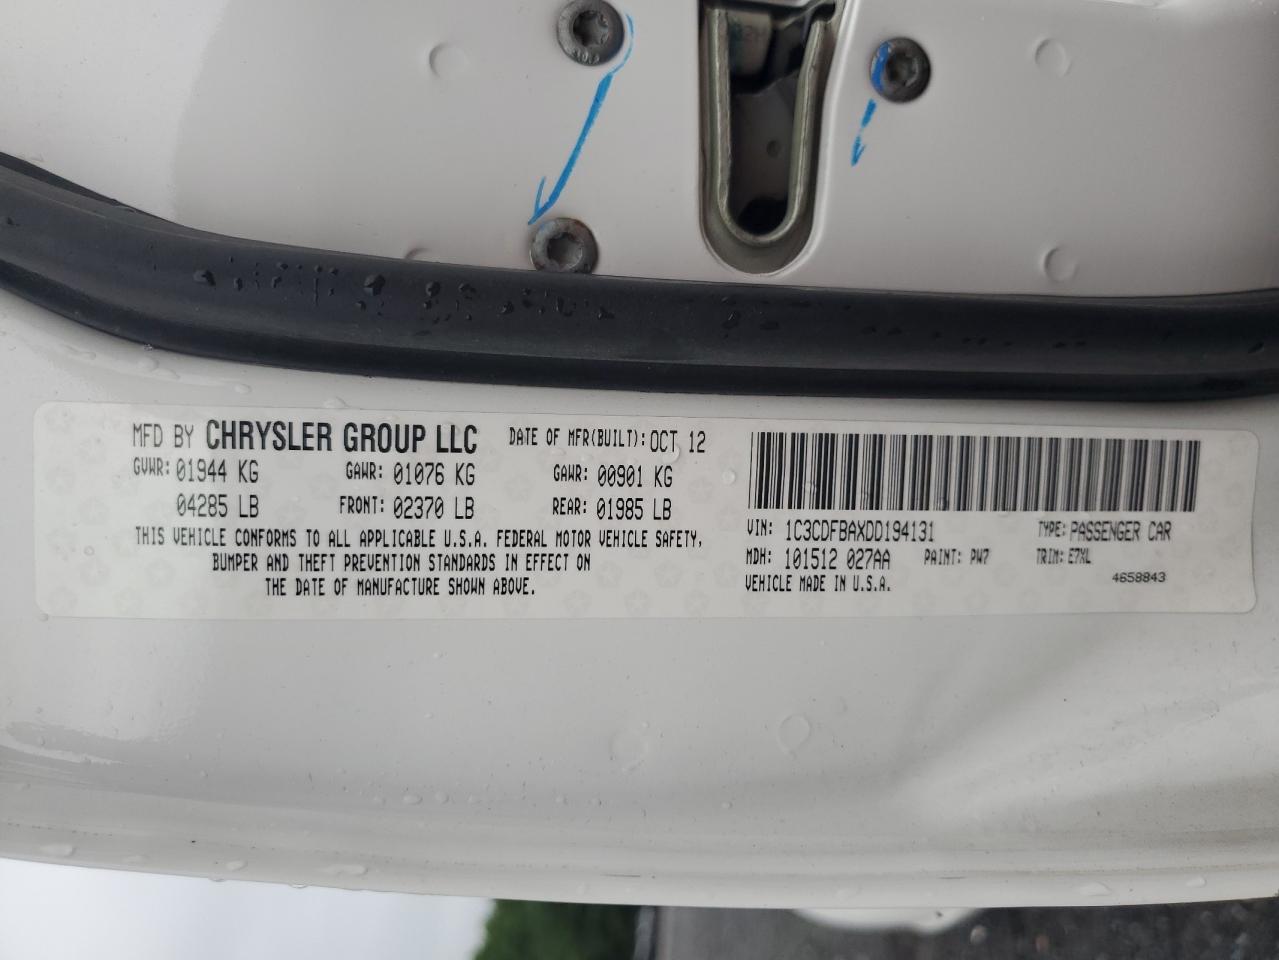 MFD BY CHRYSLER GROUP LLC DATE OF MFR(BUILT): OCT 12
GVWR: 01944 KG GAWR: 01076 KG GAWR: 00901 KG
04285 LB FRONT: 02370 LB REAR: 01985 LB
THIS VEHICLE CONFORMS TO ALL APPLICABLE U.S.A. FEDERAL MOTOR VEHICLE SAFETY,
BUMPER AND THEFT PREVENTION STANDARDS IN EFFECT ON
THE DATE OF MANUFACTURE SHOWN ABOVE.
VIN: 1C3CDFBAXDD194131 TYPE: PASSENGER CAR
MDH: 101512 027AA PAINT: PW7 TRIM: E7XL
VEHICLE MADE IN U.S.A. 4658843